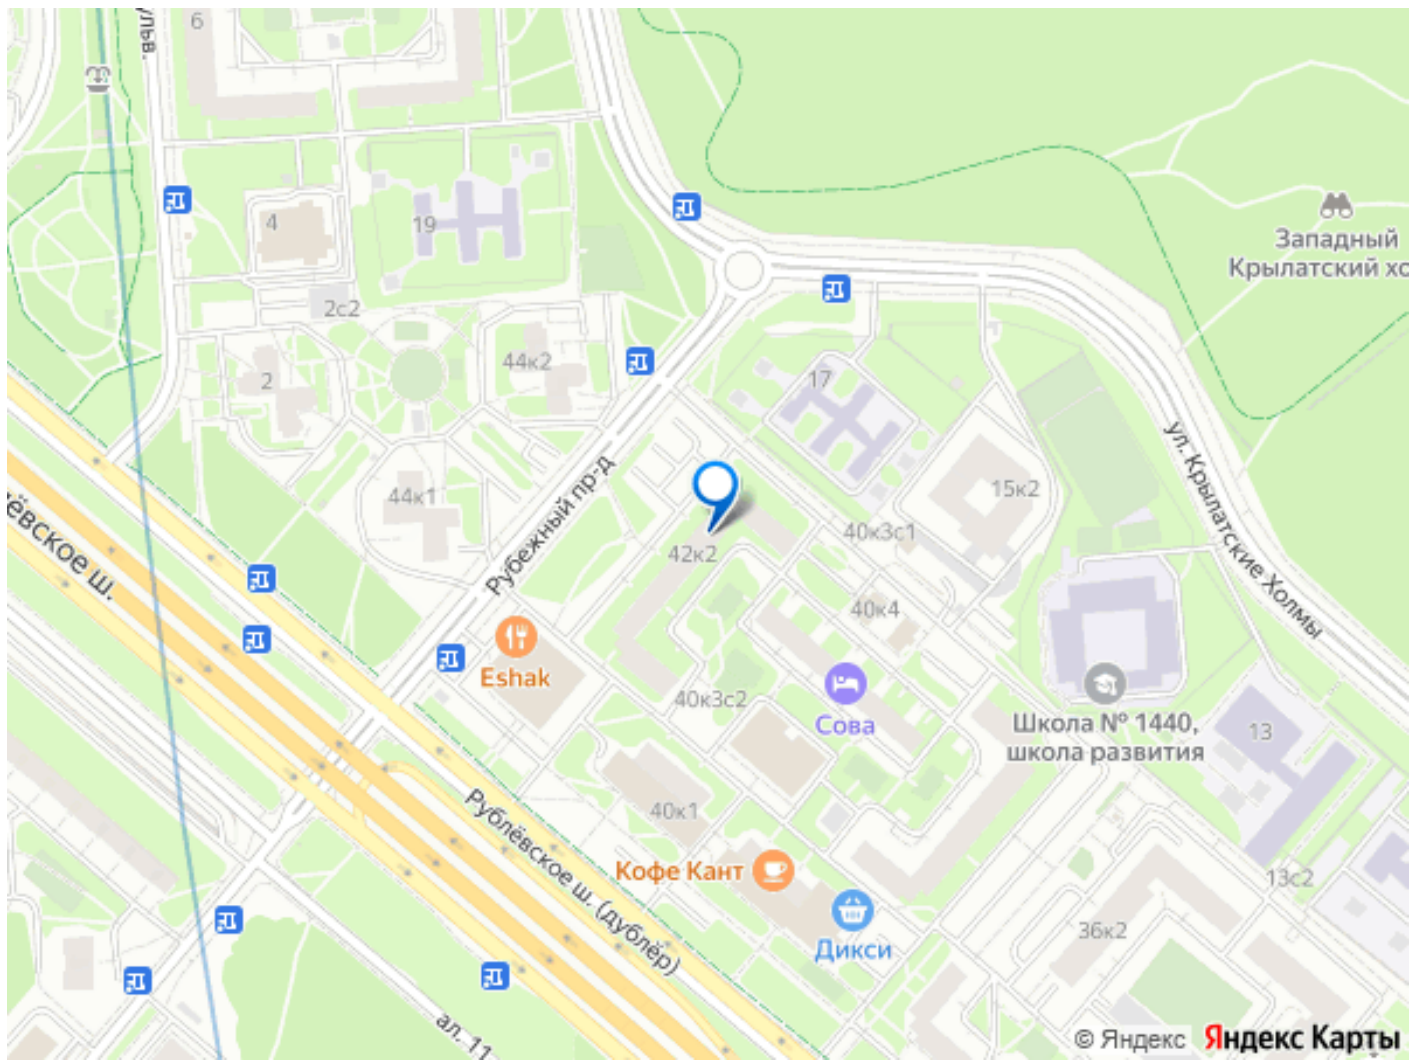 6
4
19
2с2
44к2
2
17
Западный
Крылатский хо
44к1
15к2
Рубежный пр-д
ул. Крылатские Холмы
40к3с1
42к2
40к4
ёвское ш.
Eshak
40к3с2
Сова
Школа № 1440,
школа развития
13
40к1
Рублёвское ш. (дублёр)
Кофе Кант
13с2
Дикси
36к2
ал. 11
© Яндекс Яндекс Карты